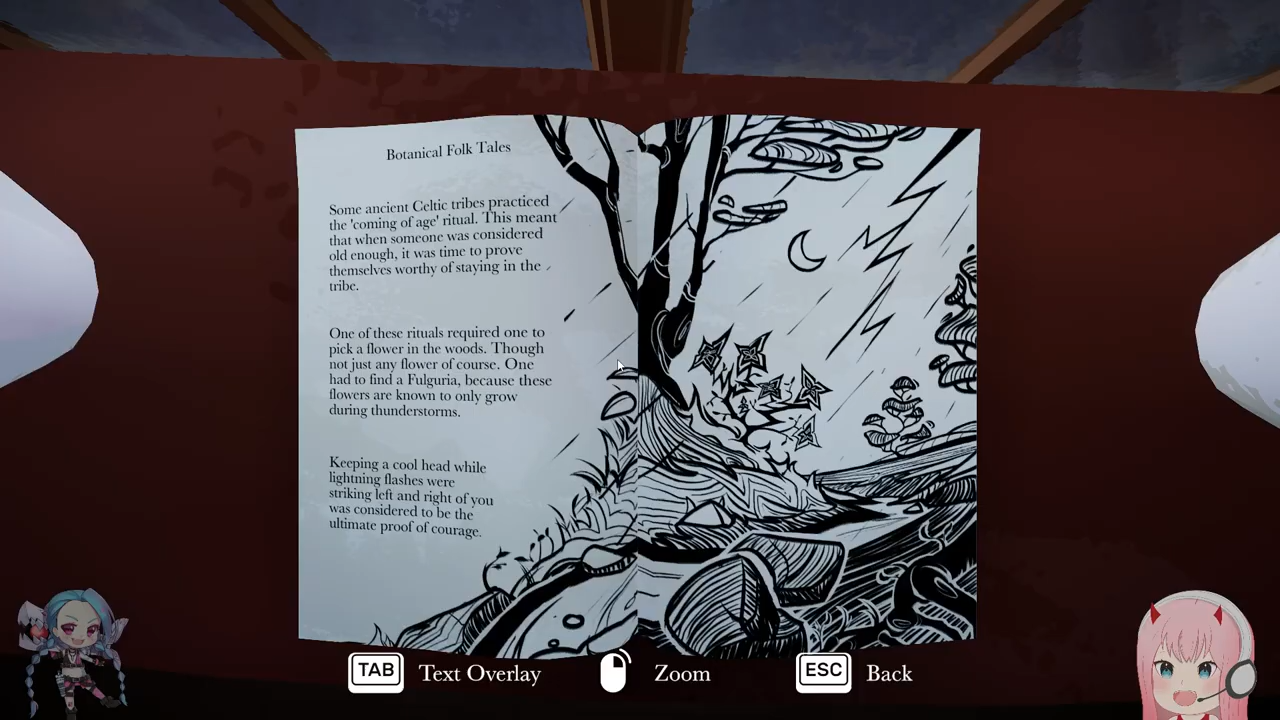 Botanical Folk Tales
Some ancient Celtic tribes practiced
the 'coming of age' ritual. This meant
that when someone was considered
old enough, it was time to prove
themselves worthy of staying in the
tribe.
One of these rituals required one to
pick a flower in the woods. Though
not just any flower of course. One
had to find a Fulguria, because these
flowers are known to only grow
during thunderstorms.
Keeping a cool head while
lightning flashes were
striking left and right of you
was considered to be the
ultimate proof of courage.
TAB Text Overlay Zoom ESC Back